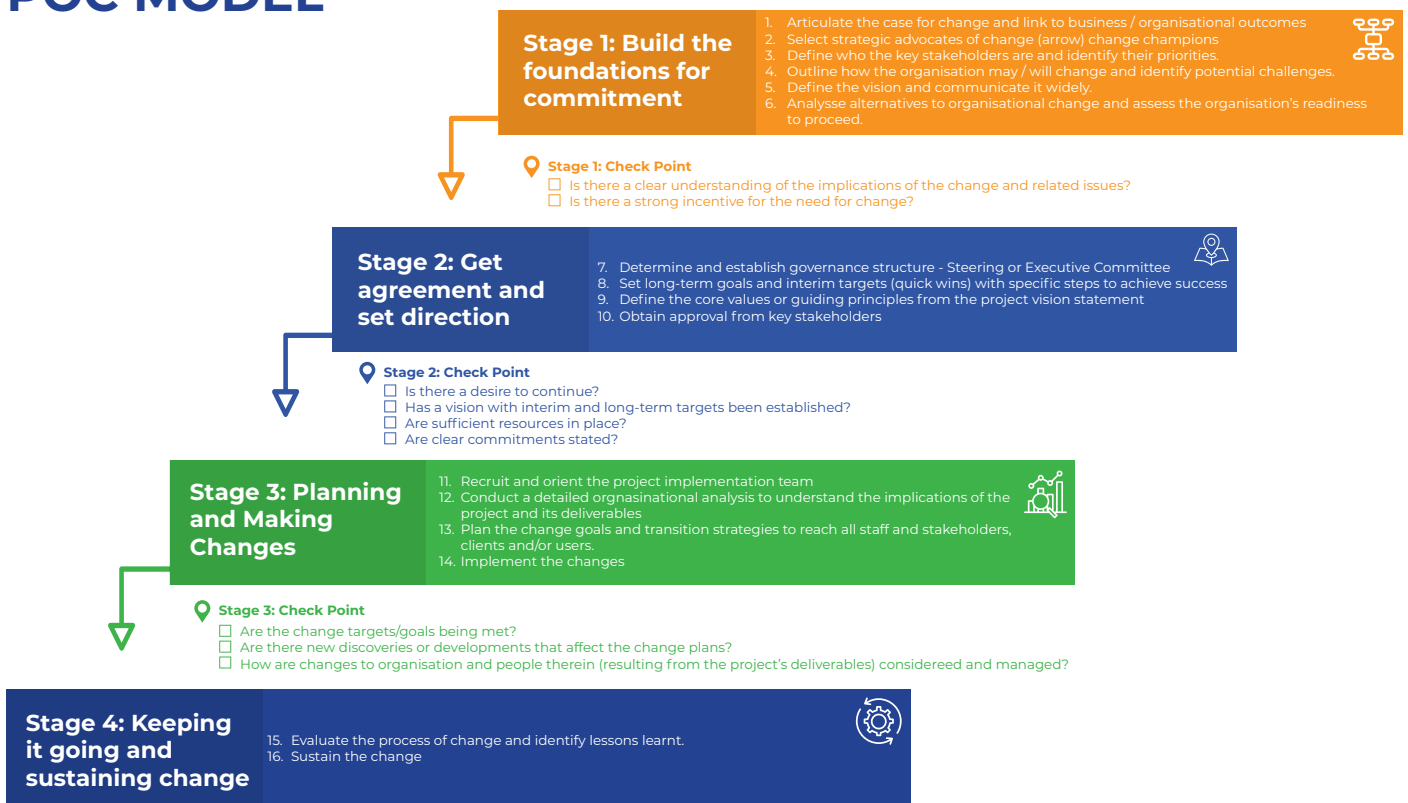 POC MODEL
Stage 1: Build the
foundations for
commitment
1. Articulate the case for change and link to business / organisational outcomes
2. Select strategic advocates of change (arrow) change champions
3. Define who the key stakeholders are and identify their priorities.
4. Outline how the organisation may / will change and identify potential challenges.
5. Define the vision and communicate it widely.
6. Analysse alternatives to organisational change and assess the organisation's readiness
to proceed.
Stage 1: Check Point
Is there a clear understanding of the implications of the change and related issues?
Is there a strong incentive for the need for change?
Stage 2: Get
agreement and
set direction
7. Determine and establish governance structure - Steering or Executive Committee
8. Set long-term goals and interim targets (quick wins) with specific steps to achieve success
9. Define the core values or guiding principles from the project vision statement
10. Obtain approval from key stakeholders
Stage 2: Check Point
Is there a desire to continue?
Has a vision with interim and long-term targets been established?
Are sufficient resources in place?
Are clear commitments stated?
Stage 3: Planning
and Making
Changes
11. Recruit and orient the project implementation team
12. Conduct a detailed orgnasinational analysis to understand the implications of the
project and its deliverables
13. Plan the change goals and transition strategies to reach all staff and stakeholders,
clients and/or users.
14. Implement the changes
Stage 3: Check Point
Are the change targets/goals being met?
Are there new discoveries or developments that affect the change plans?
How are changes to organisation and people therein (resulting from the project's deliverables) considereed and managed?
Stage 4: Keeping
it going and
sustaining change
15. Evaluate the process of change and identify lessons learnt.
16. Sustain the change